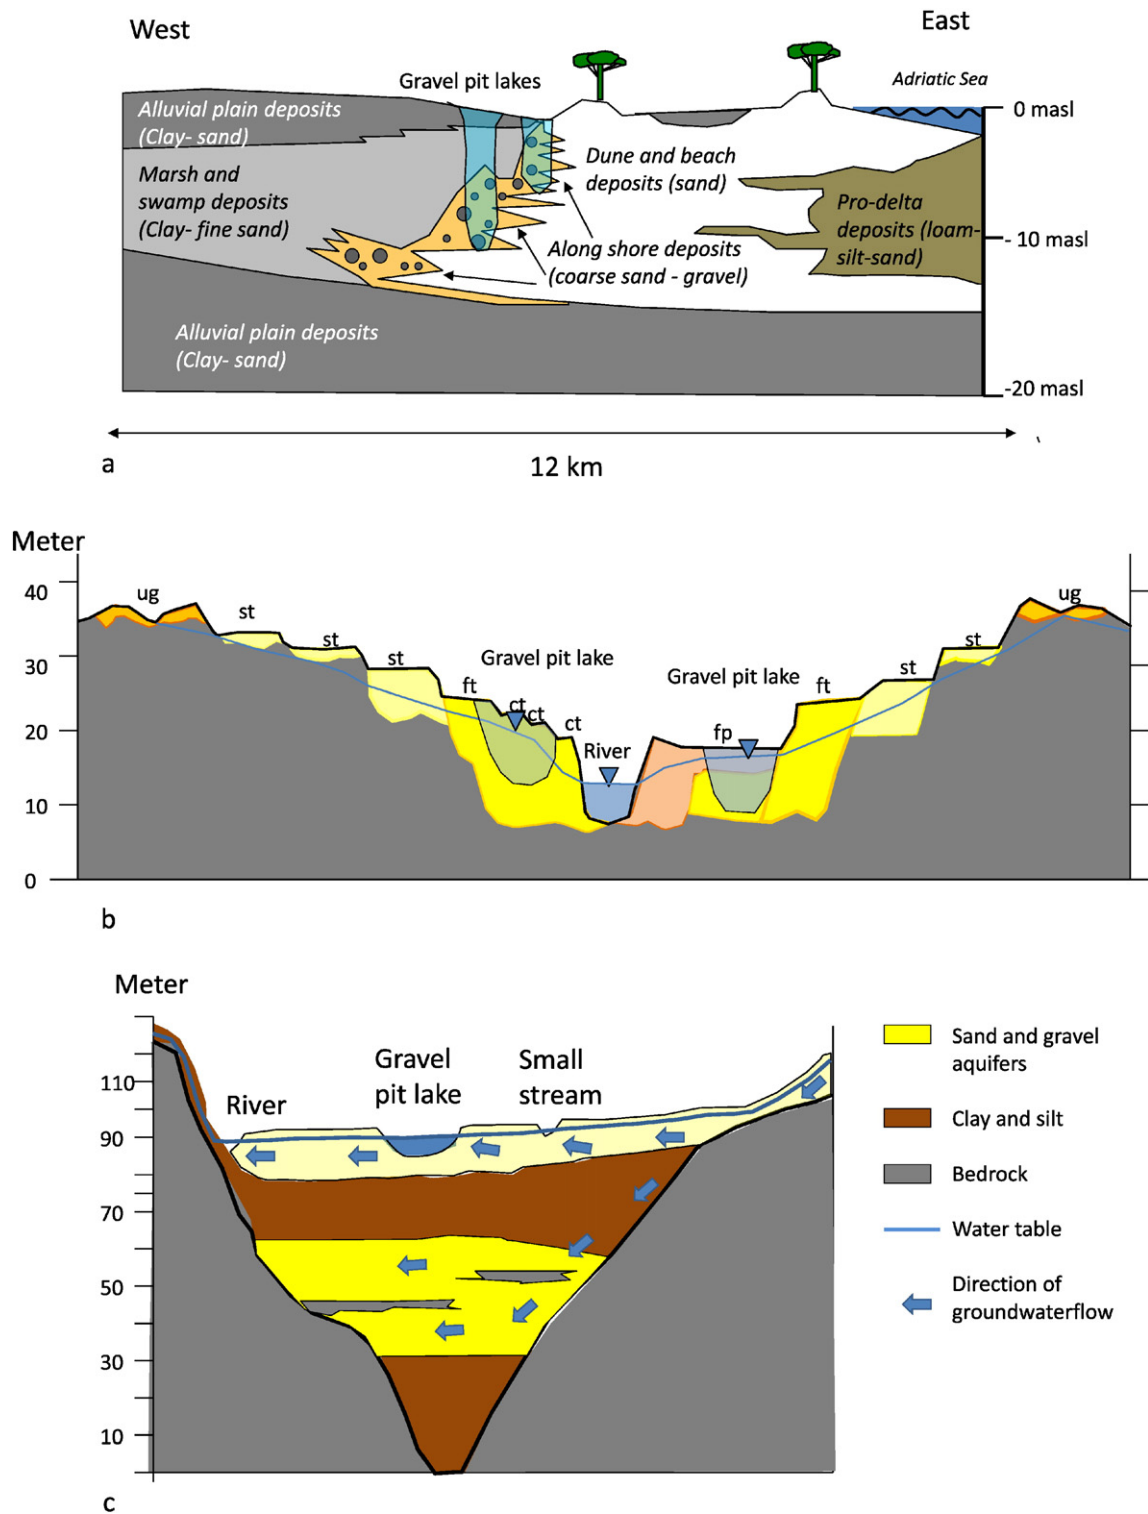 West
East
Gravel pit lakes
Adriatic Sea
0 masl
Alluvial plain deposits
(Clay- sand)
Dune and beach
deposits (sand)
Marsh and
swamp deposits
(Clay- fine sand)
Pro-delta
deposits (loam-
silt-sand)
- 10 masl
Along shore deposits
(coarse sand - gravel)
Alluvial plain deposits
(Clay- sand)
-20 masl
a
12 km
Meter
40
30
20
10
0
ug
st
st
st
ft
Gravel pit lake
ct
ct
ct
River
Gravel pit lake
fp
ft
st
st
ug
b
Meter
110
90
70
50
30
10
River
Gravel
pit lake
Small
stream
Sand and gravel
aquifers
Clay and silt
Bedrock
Water table
Direction of
groundwaterflow
c